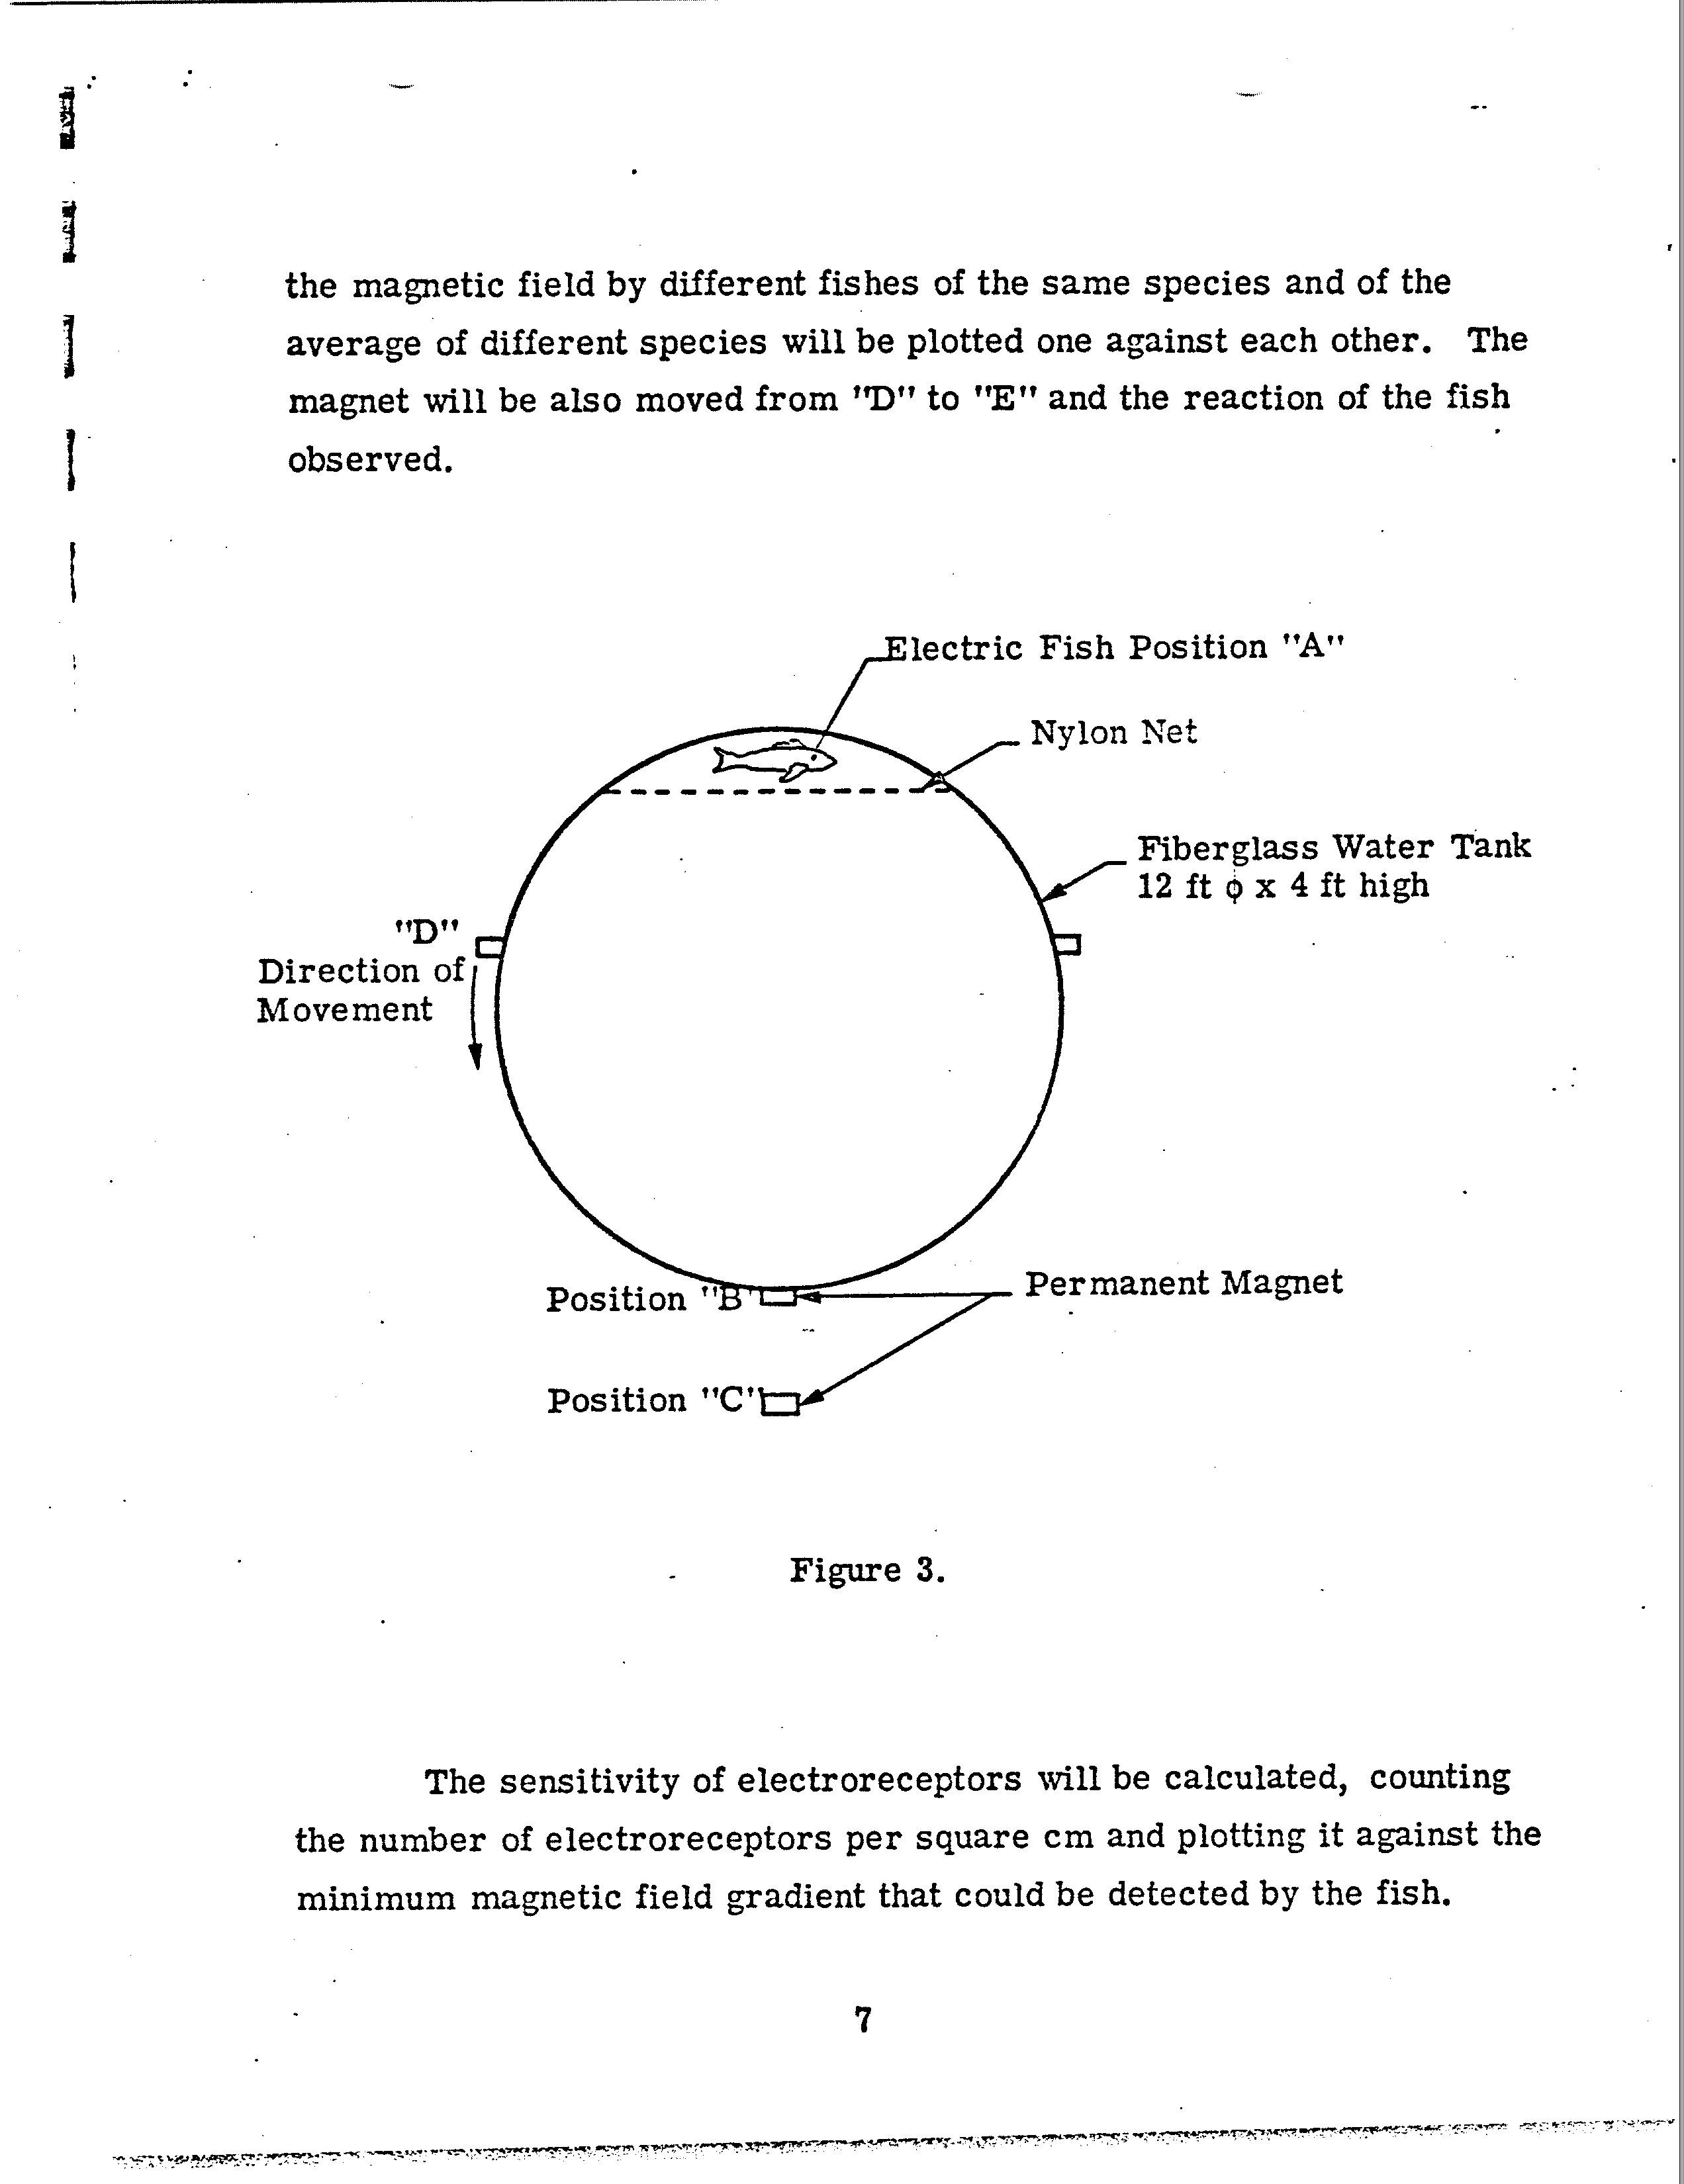 the magnetic field by different fishes of the same species and of the
average of different species will be plotted one against each other. The
magnet will be also moved from "D" to "E" and the reaction of the fish
observed.
Electric Fish Position "A"
Nylon Net
Fiberglass Water Tank
12 ft ϕ x 4 ft high
"D"
Direction of
Movement
Position "B"
Permanent Magnet
Position "C"
Figure 3.
The sensitivity of electroreceptors will be calculated, counting
the number of electroreceptors per square cm and plotting it against the
minimum magnetic field gradient that could be detected by the fish.
7